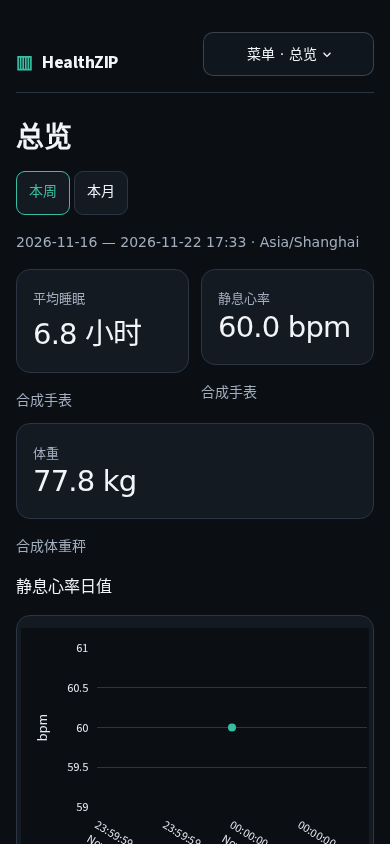 HealthZIP
菜单 · 总览
总览
本周
本月
2026-11-16 — 2026-11-22 17:33 · Asia/Shanghai
平均睡眠
6.8 小时
静息心率
60.0 bpm
合成手表
合成手表
体重
77.8 kg
合成体重秤
静息心率日值
61
60.5
60
59.5
59
bpm
23:59:59
23:59:59
00:00:00
00:00:00